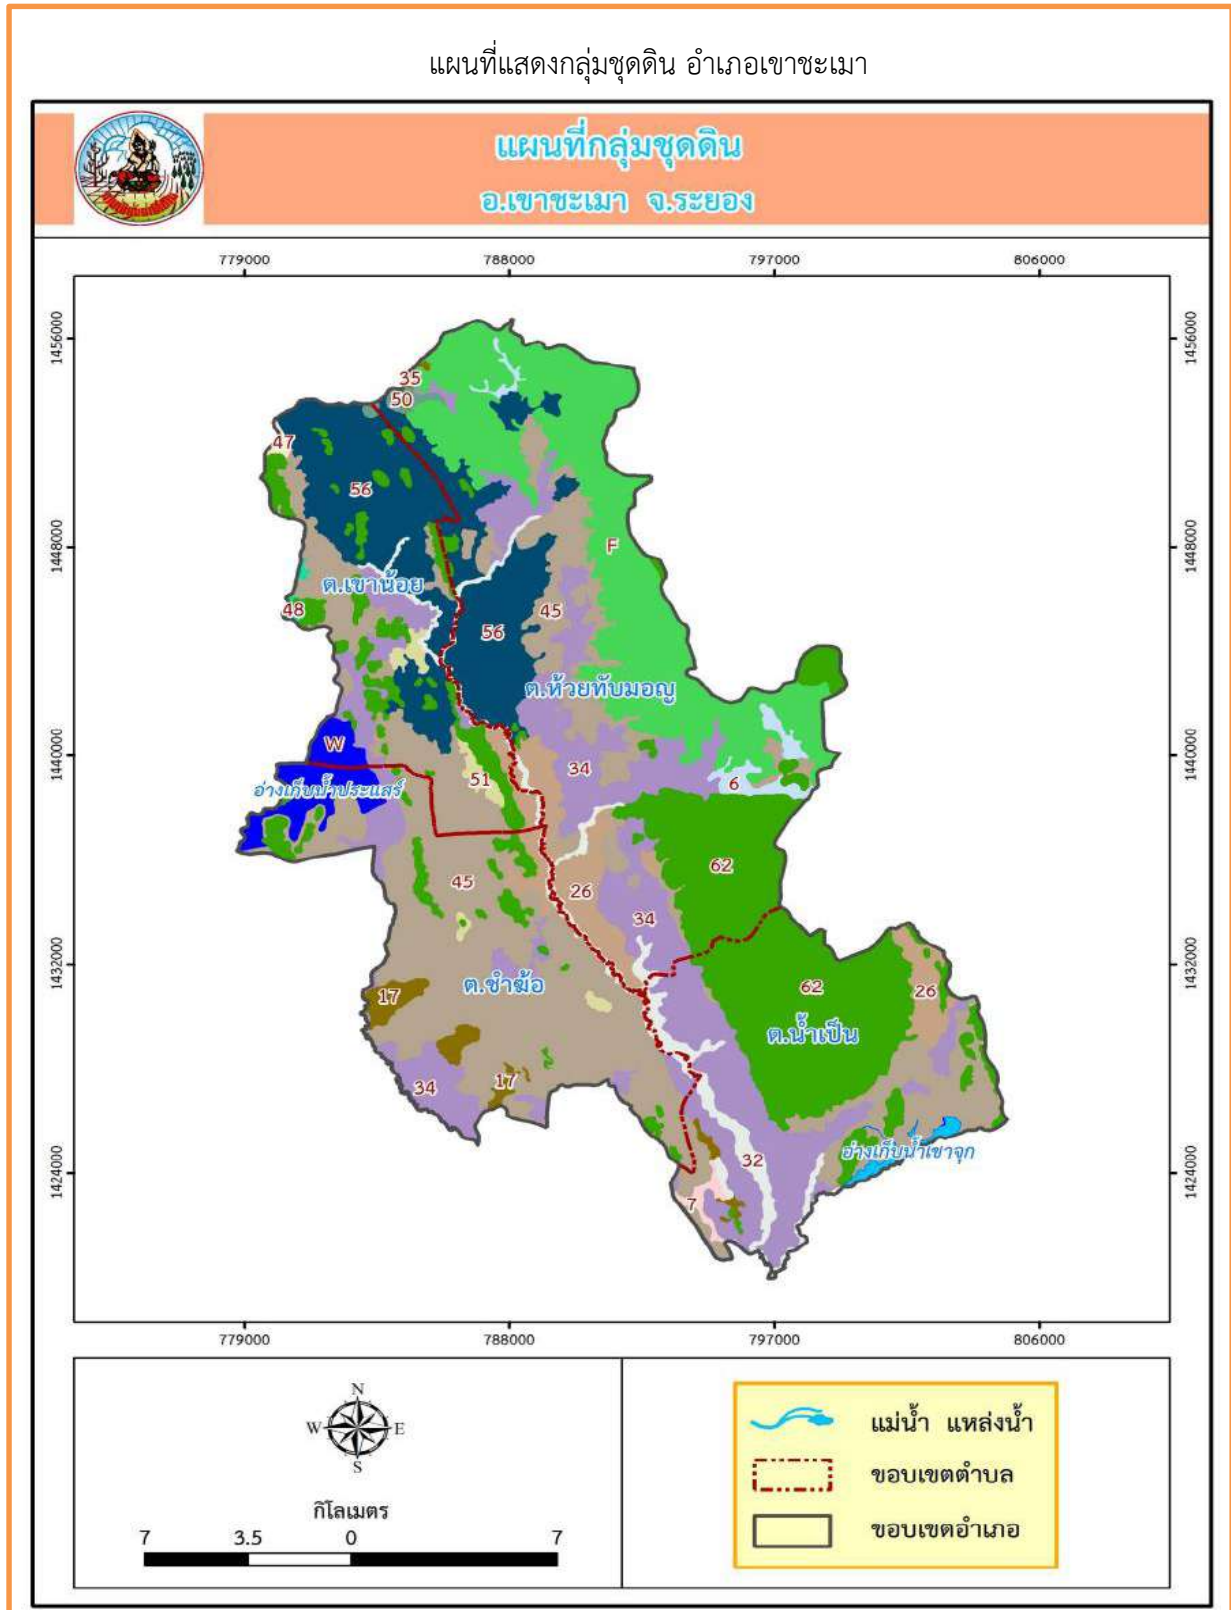 แผนที่แสดงกลุ่มชุดดิน อำเภอเขาชะเมา
แผนที่กลุ่มชุดดิน
อ.เขาชะเมา จ.ระยอง
779000 788000 797000 806000
1456000 1456000
35
50
47
56
F
1448000 1448000
ต.เขาน้อย
48
45
56
ต.ห้วยทับมอญ
W
1440000 1440000
34
51
6
อ่างเก็บน้ำประแสร์
62
45
26
34
1432000 1432000
ต.ชำฆ้อ
17
62
26
ต.น้ำเป็น
34
17
อ่างเก็บน้ำเขาจุก
32
1424000 1424000
7
779000 788000 797000 806000
N
W E
S
กิโลเมตร
7 3.5 0 7
แม่น้ำ แหล่งน้ำ
ขอบเขตตำบล
ขอบเขตอำเภอ